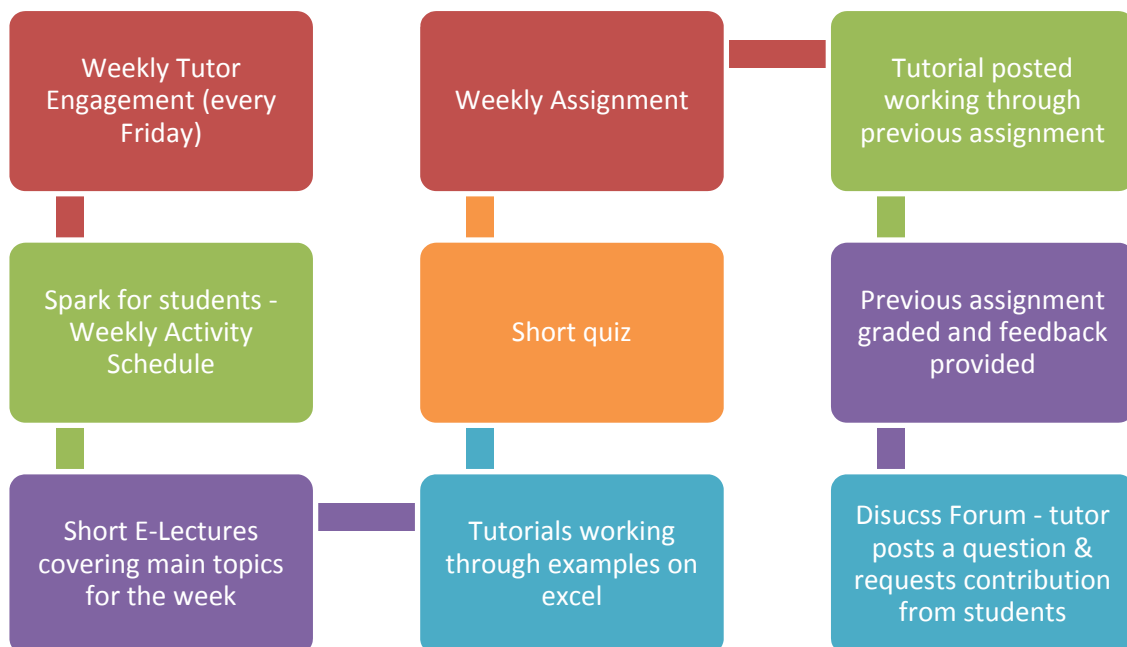 Weekly Tutor
Engagement (every
Friday)
Spark for students -
Weekly Activity
Schedule
Short E-Lectures
covering main topics
for the week
Tutorials working
through examples on
excel
Short quiz
Weekly Assignment
Tutorial posted
working through
previous assignment
Previous assignment
graded and feedback
provided
Disucss Forum - tutor
posts a question &
requests contribution
from students